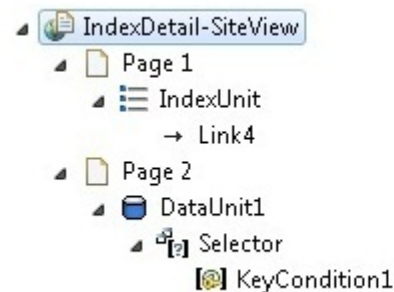 IndexDetail-SiteView
Page 1
IndexUnit
→ Link4
Page 2
DataUnit1
[?] Selector
[@] KeyCondition1